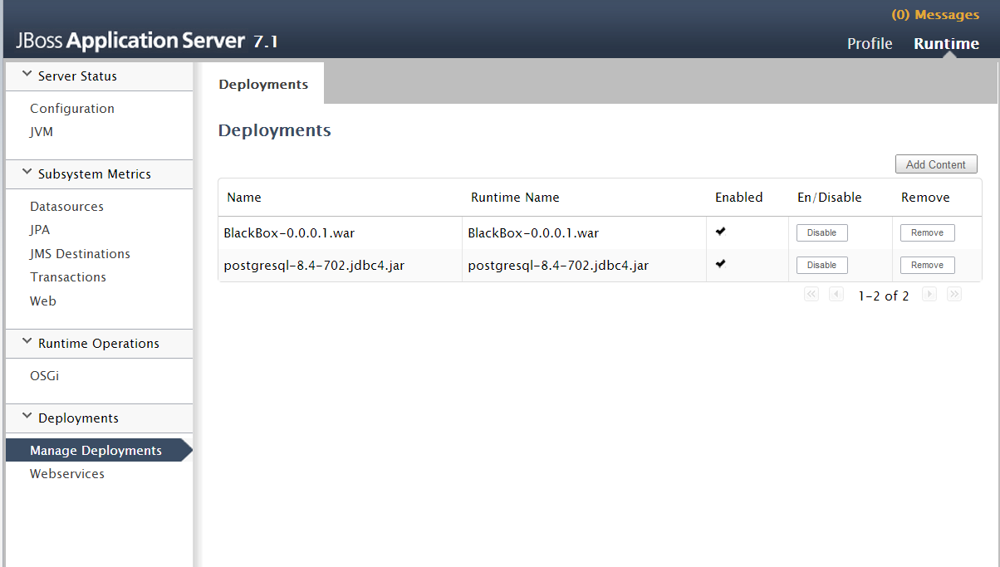 (0) Messages
JBoss Application Server 7.1
Profile Runtime
Server Status
Configuration
JVM
Subsystem Metrics
Datasources
JPA
JMS Destinations
Transactions
Web
Runtime Operations
OSGi
Deployments
Manage Deployments
Webservices
Deployments
Deployments
Add Content
Name Runtime Name Enabled En/Disable Remove
BlackBox-0.0.0.1.war BlackBox-0.0.0.1.war Disable Remove
postgresql-8.4-702.jdbc4.jar postgresql-8.4-702.jdbc4.jar Disable Remove
1-2 of 2